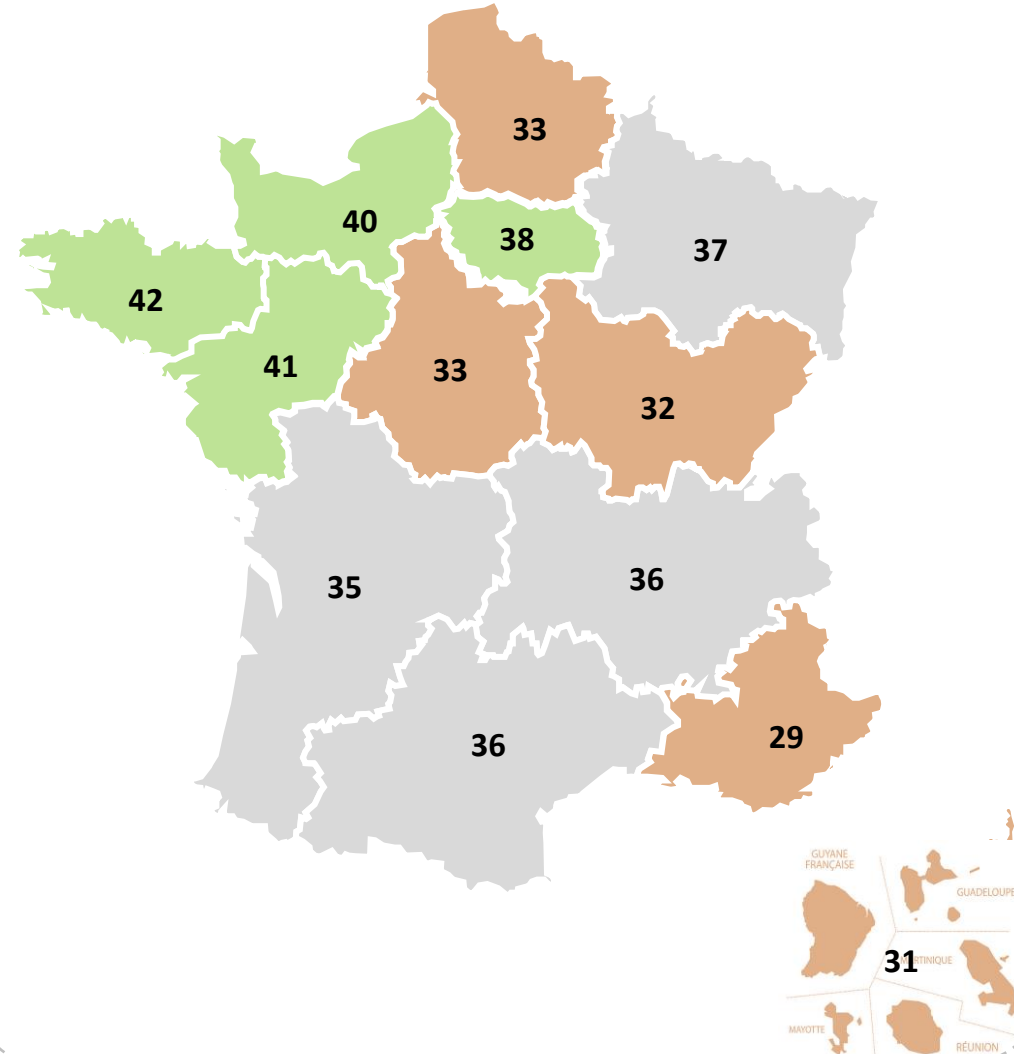 33
40
38
37
42
41
33
32
35
36
36
29
GUYANE
FRANÇAISE
GUADELOUPE
31
MARTINIQUE
MAYOTTE
RÉUNION